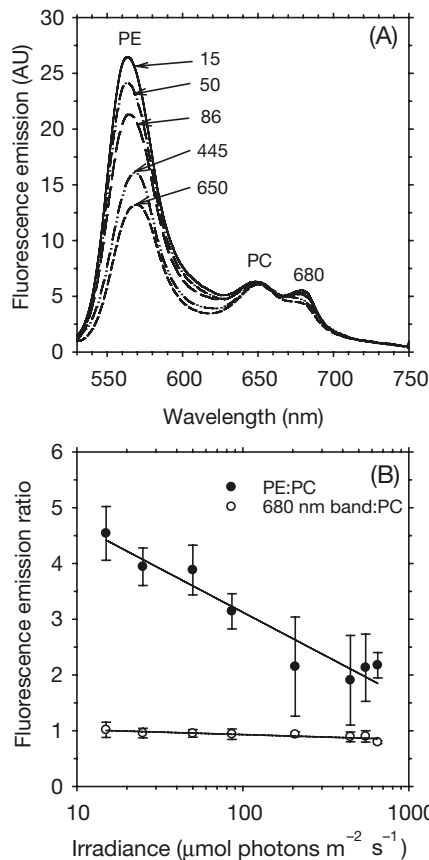 (A)
PE
15
50
86
445
650
PC
680
30
25
20
15
10
5
0
Fluorescence emission (AU)
550 600 650 700 750
Wavelength (nm)
(B)
PE:PC
680 nm band:PC
6
5
4
3
2
1
0
Fluorescence emission ratio
10 100 1000
Irradiance (µmol photons m⁻² s⁻¹)